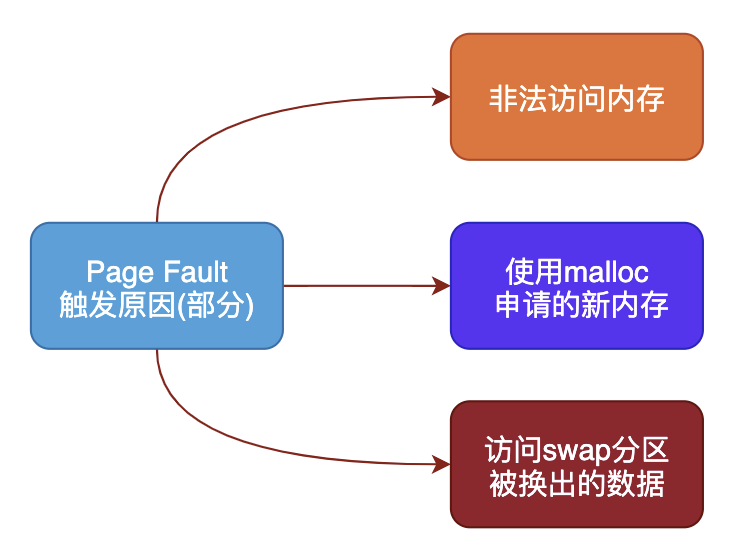 非法访问内存
Page Fault
触发原因(部分)
使用malloc
申请的新内存
访问swap分区
被换出的数据